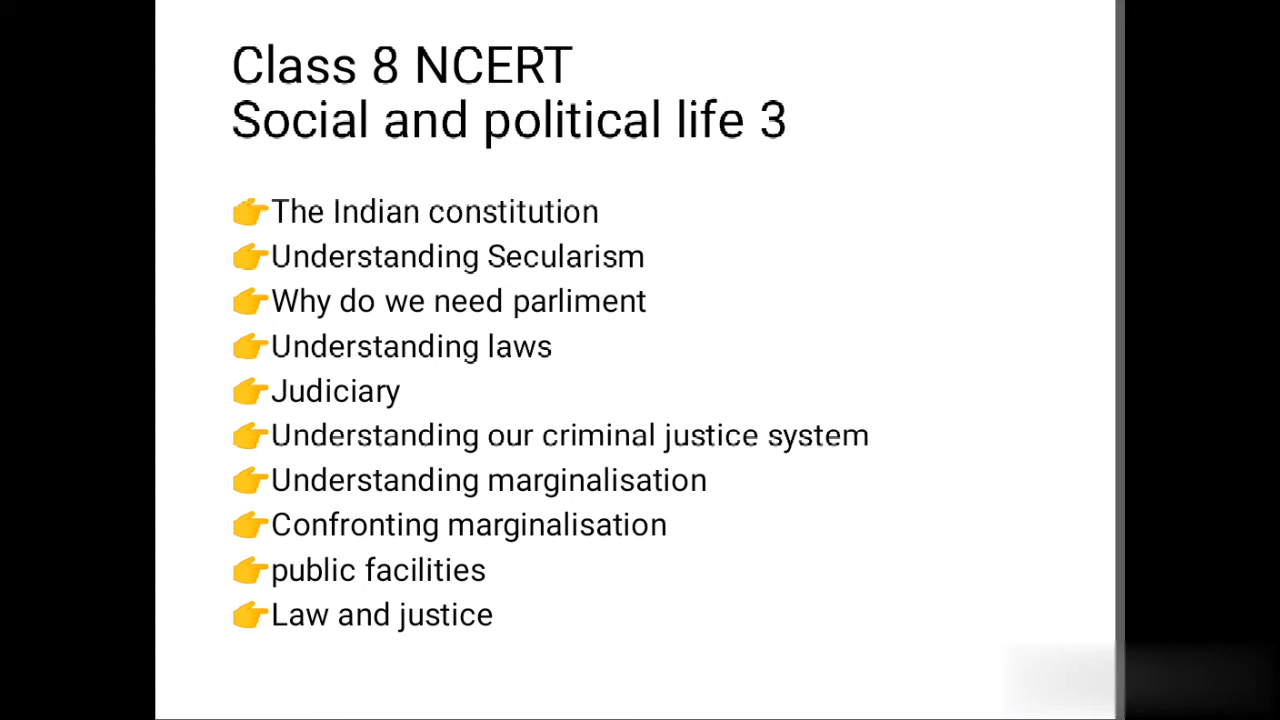 Class 8 NCERT
Social and political life 3
👉The Indian constitution
👉Understanding Secularism
👉Why do we need parliment
👉Understanding laws
👉Judiciary
👉Understanding our criminal justice system
👉Understanding marginalisation
👉Confronting marginalisation
👉public facilities
👉Law and justice